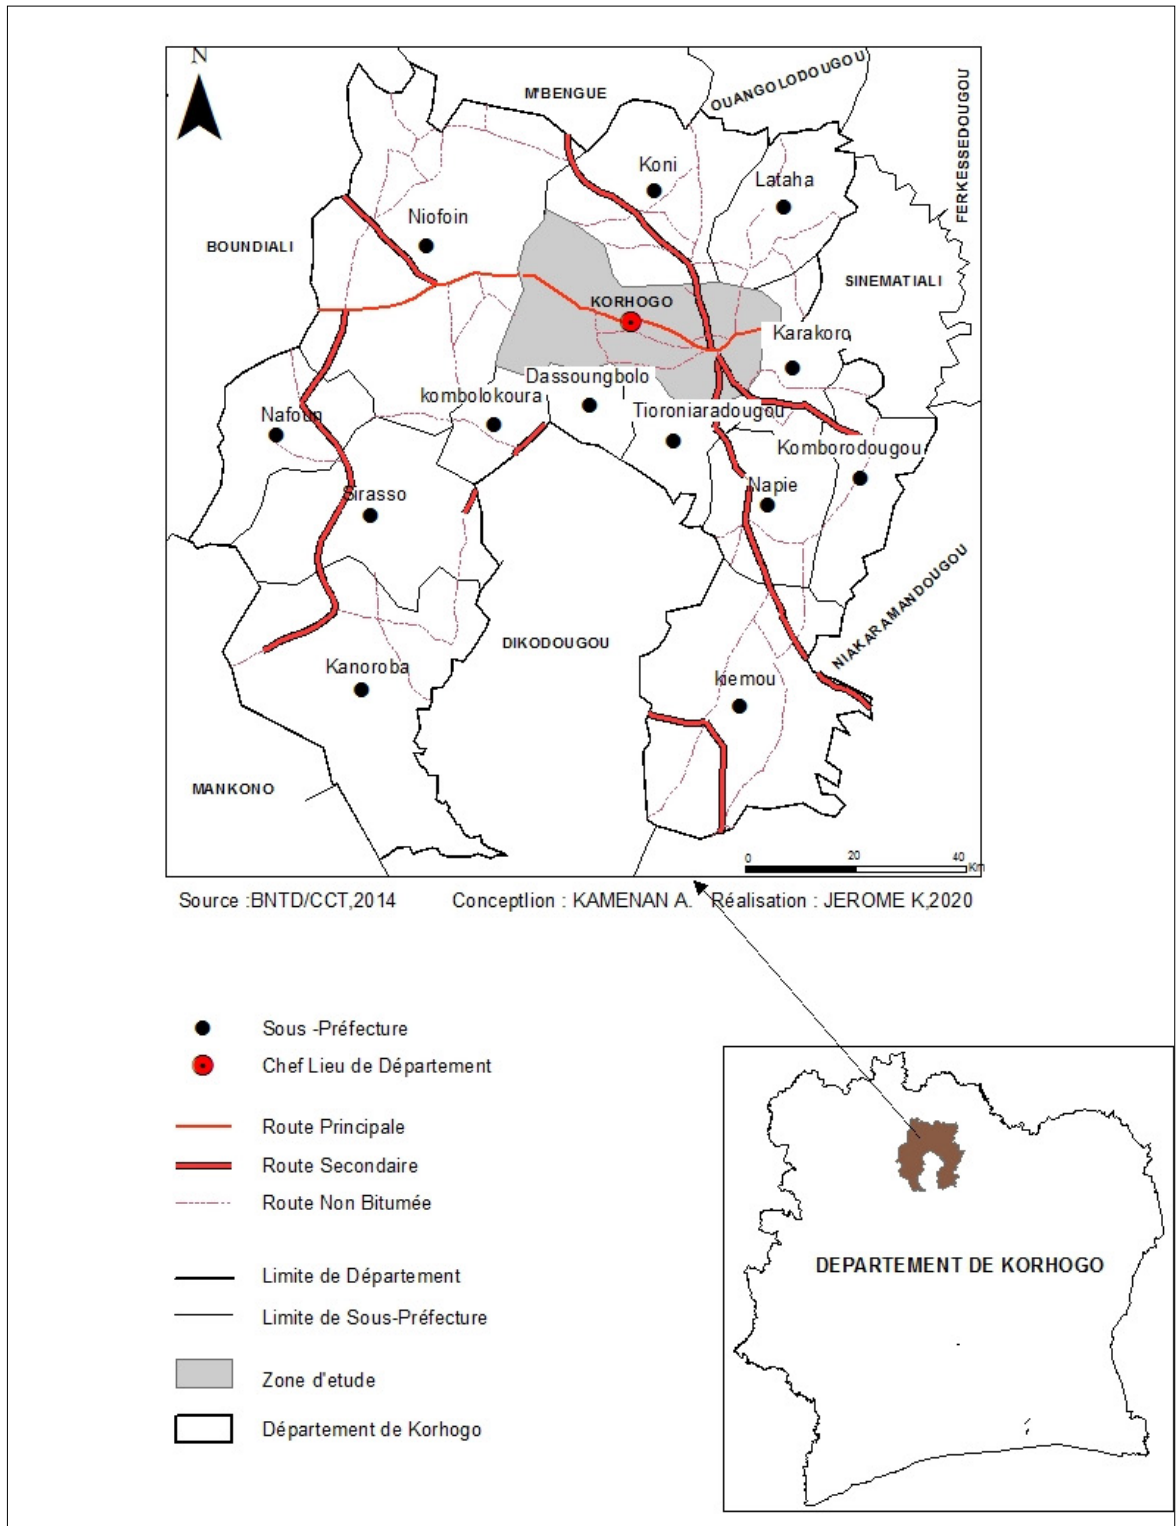 N
M'BENGUE
OUANGOLODOUGOU
FERKESSEDOUGOU
Koni
Lataha
Niofoin
BOUNDIALI
SINEMATIALI
KORHOGO
Karakoro
Dassoungbolo
kombolokoura
Tioroniaradougou
Nafoun
Komborodougou
Sirasso
Napie
NIAKARAMANDOUGOU
DIKODOUGOU
Kanoroba
kiemou
MANKONO
0 20 40
Km
Source :BNTD/CCT,2014 Conceptlion : KAMENAN A. Réalisation : JEROME K,2020
Sous -Préfecture
Chef Lieu de Département
Route Principale
Route Secondaire
Route Non Bitumée
Limite de Département
Limite de Sous-Préfecture
Zone d'etude
Département de Korhogo
DEPARTEMENT DE KORHOGO